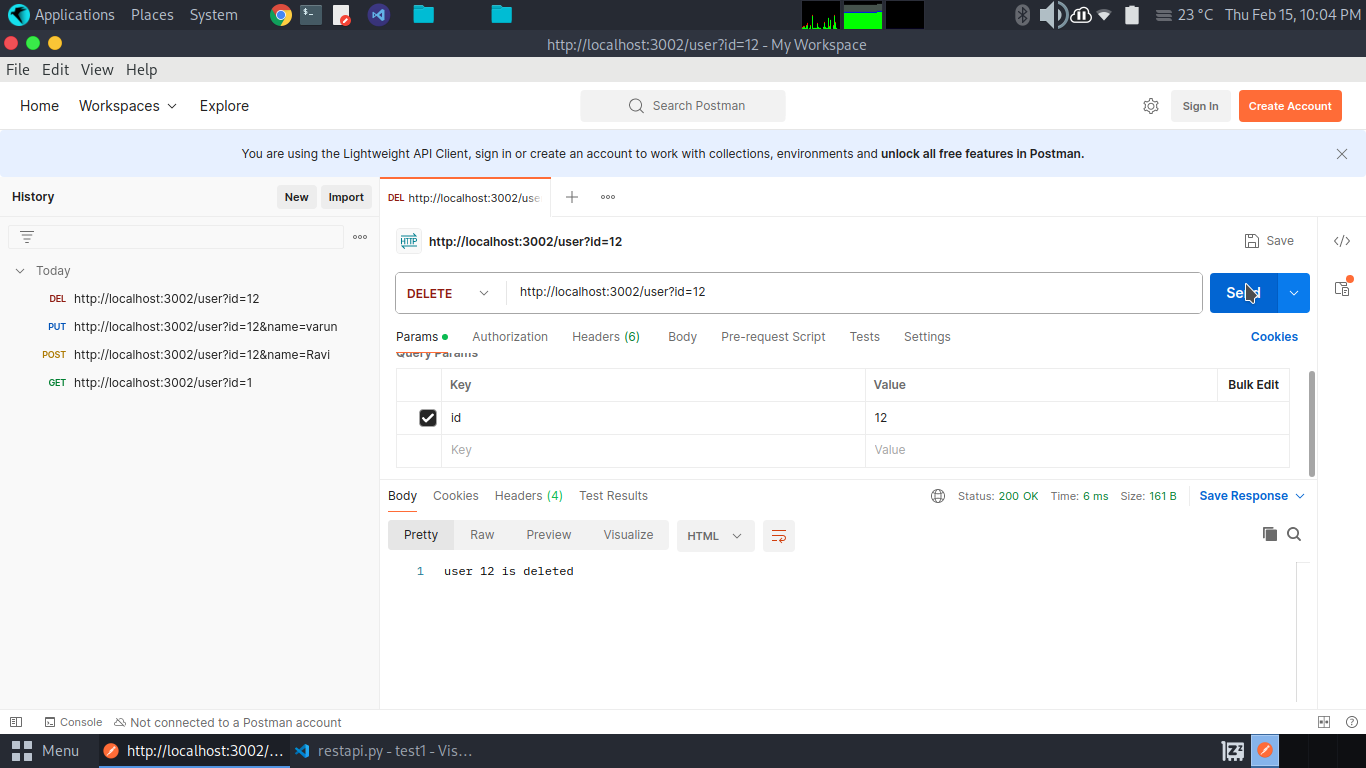 Applications Places System 23 °C Thu Feb 15, 10:04 PM
http://localhost:3002/user?id=12 - My Workspace
File Edit View Help
Home Workspaces Explore Search Postman Sign In Create Account
You are using the Lightweight API Client, sign in or create an account to work with collections, environments and unlock all free features in Postman.
History New Import
DEL http://localhost:3002/use
Today
DEL http://localhost:3002/user?id=12
PUT http://localhost:3002/user?id=12&name=varun
POST http://localhost:3002/user?id=12&name=Ravi
GET http://localhost:3002/user?id=1
HTTP http://localhost:3002/user?id=12 Save
DELETE http://localhost:3002/user?id=12 Send
Params Authorization Headers (6) Body Pre-request Script Tests Settings Cookies
Query Params
Key Value Bulk Edit
id 12
Key Value
Body Cookies Headers (4) Test Results Status: 200 OK Time: 6 ms Size: 161 B Save Response
Pretty Raw Preview Visualize HTML
1 user 12 is deleted
Console Not connected to a Postman account
Menu http://localhost:3002/... restapi.py - test1 - Vis...